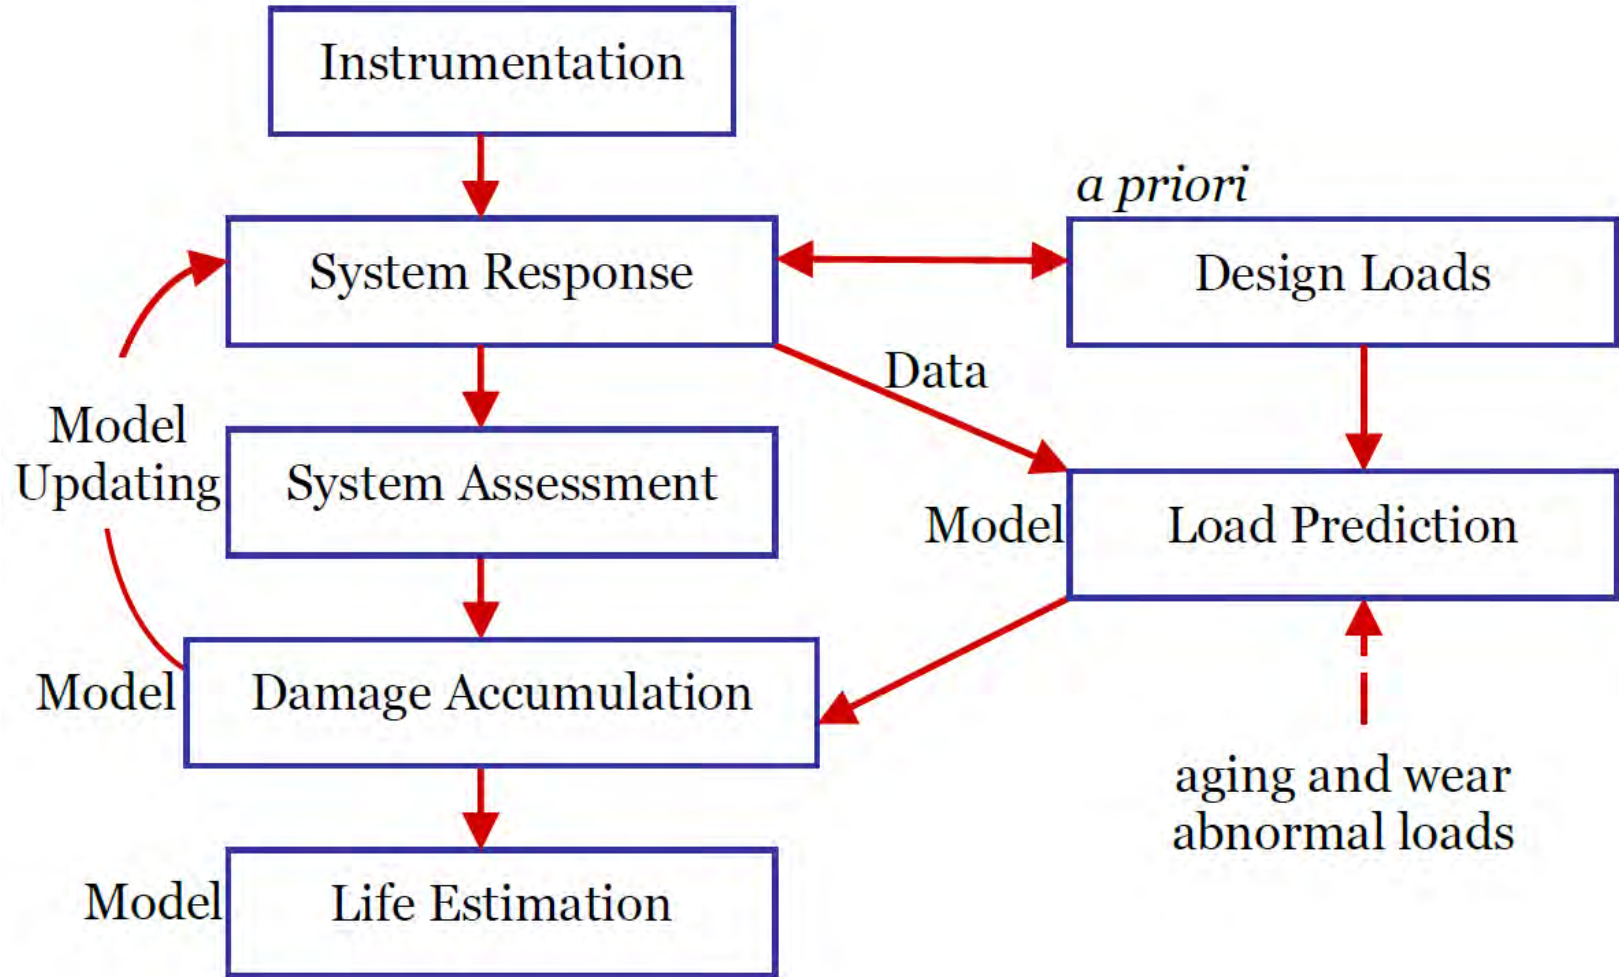 Instrumentation
a priori
System Response
Design Loads
Data
Model
Updating
System Assessment
Model
Load Prediction
Model
Damage Accumulation
aging and wear
abnormal loads
Model
Life Estimation